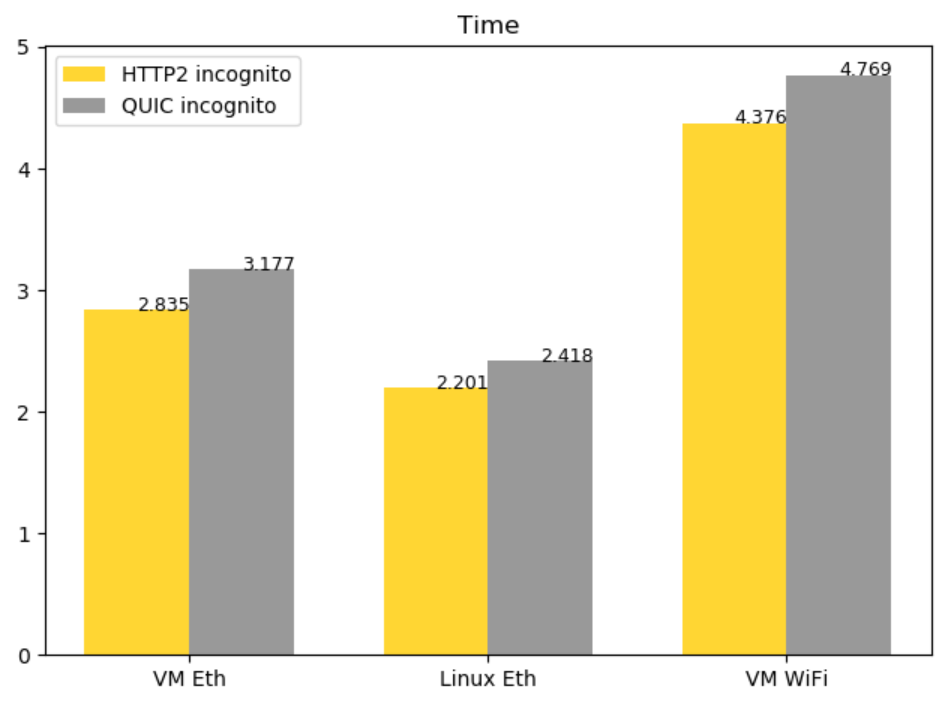 Time
5
HTTP2 incognito
QUIC incognito
4.769
4.376
4
3.177
2.835
3
2.418
2.201
2
1
0
VM Eth
Linux Eth
VM WiFi